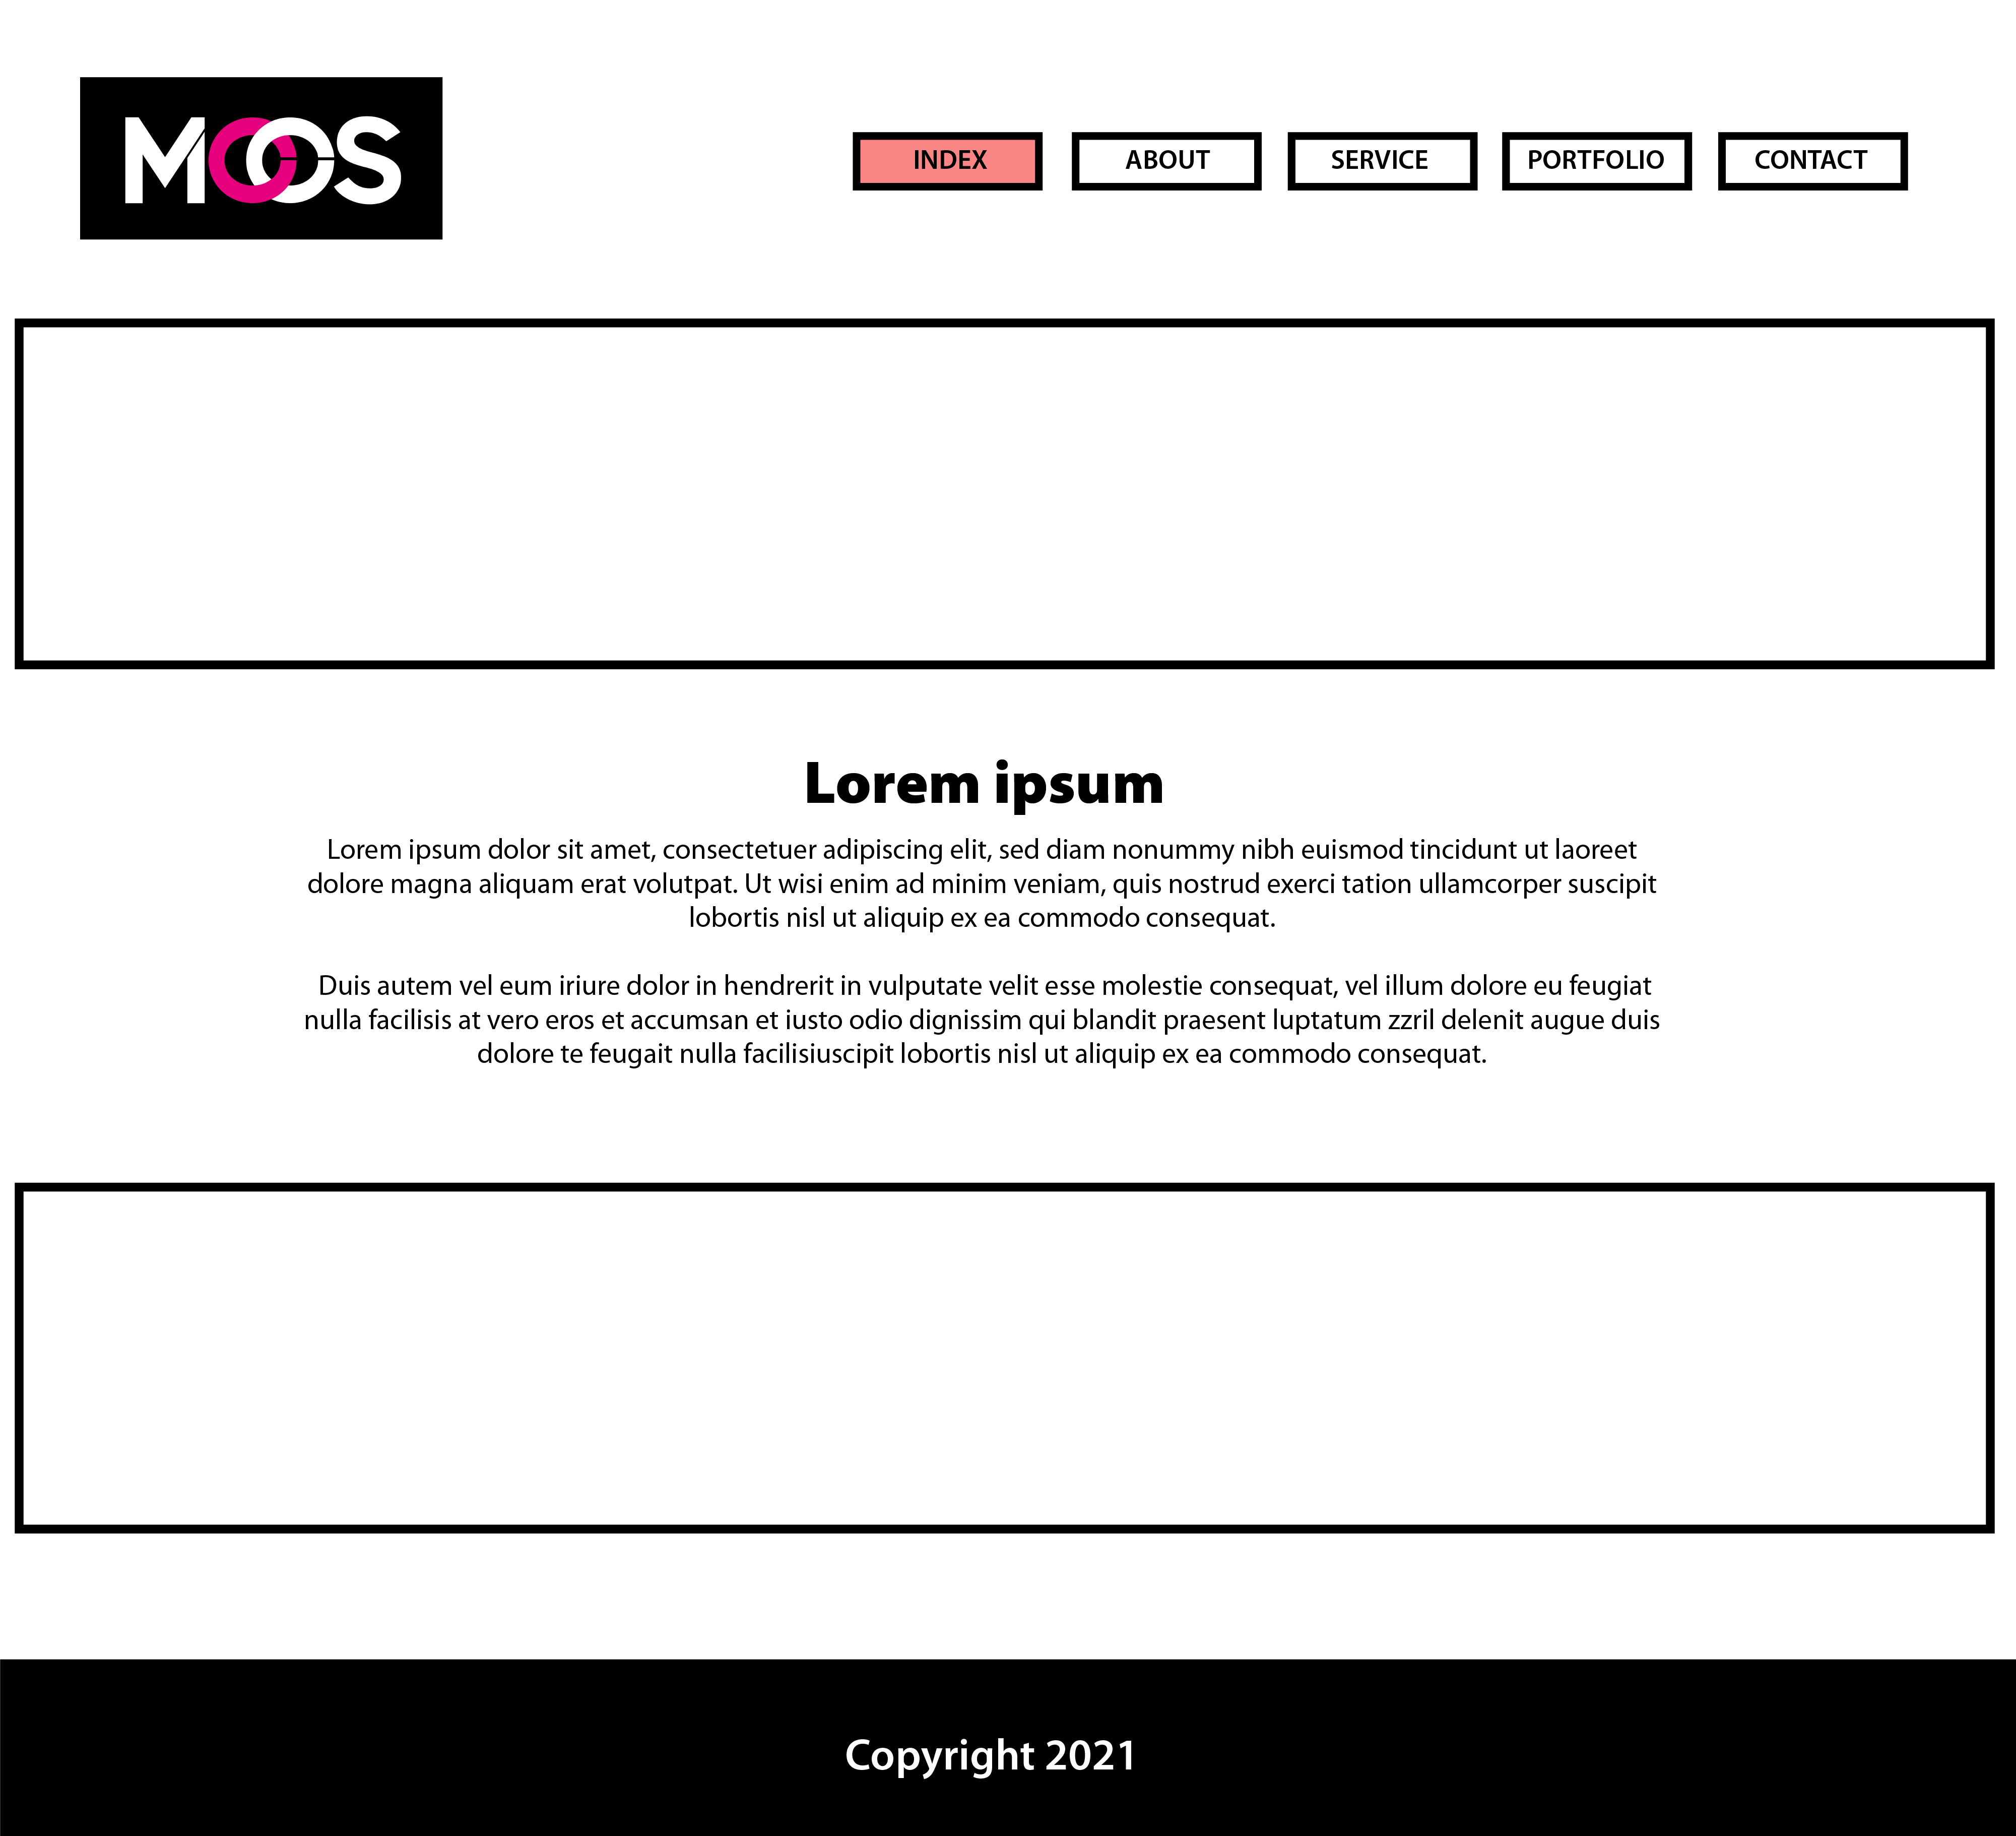 MOOS
INDEX ABOUT SERVICE PORTFOLIO CONTACT
Lorem ipsum
Lorem ipsum dolor sit amet, consectetuer adipiscing elit, sed diam nonummy nibh euismod tincidunt ut laoreet
dolore magna aliquam erat volutpat. Ut wisi enim ad minim veniam, quis nostrud exerci tation ullamcorper suscipit
lobortis nisl ut aliquip ex ea commodo consequat.
Duis autem vel eum iriure dolor in hendrerit in vulputate velit esse molestie consequat, vel illum dolore eu feugiat
nulla facilisis at vero eros et accumsan et iusto odio dignissim qui blandit praesent luptatum zzril delenit augue duis
dolore te feugait nulla facilisiuscipit lobortis nisl ut aliquip ex ea commodo consequat.
Copyright 2021